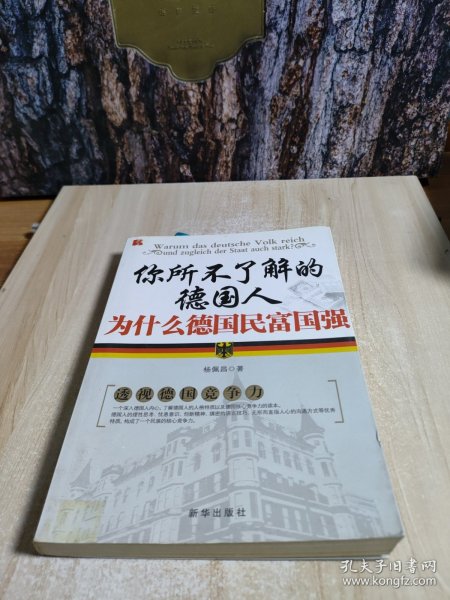 Warum das deutsche Volk reich
und zugleich der Staat auch stark?
你所不了解的
德国人
为什么德国民富国强
杨佩昌◎著
透视德国竞争力
新华出版社
孔夫子旧书网
www.kongfz.com